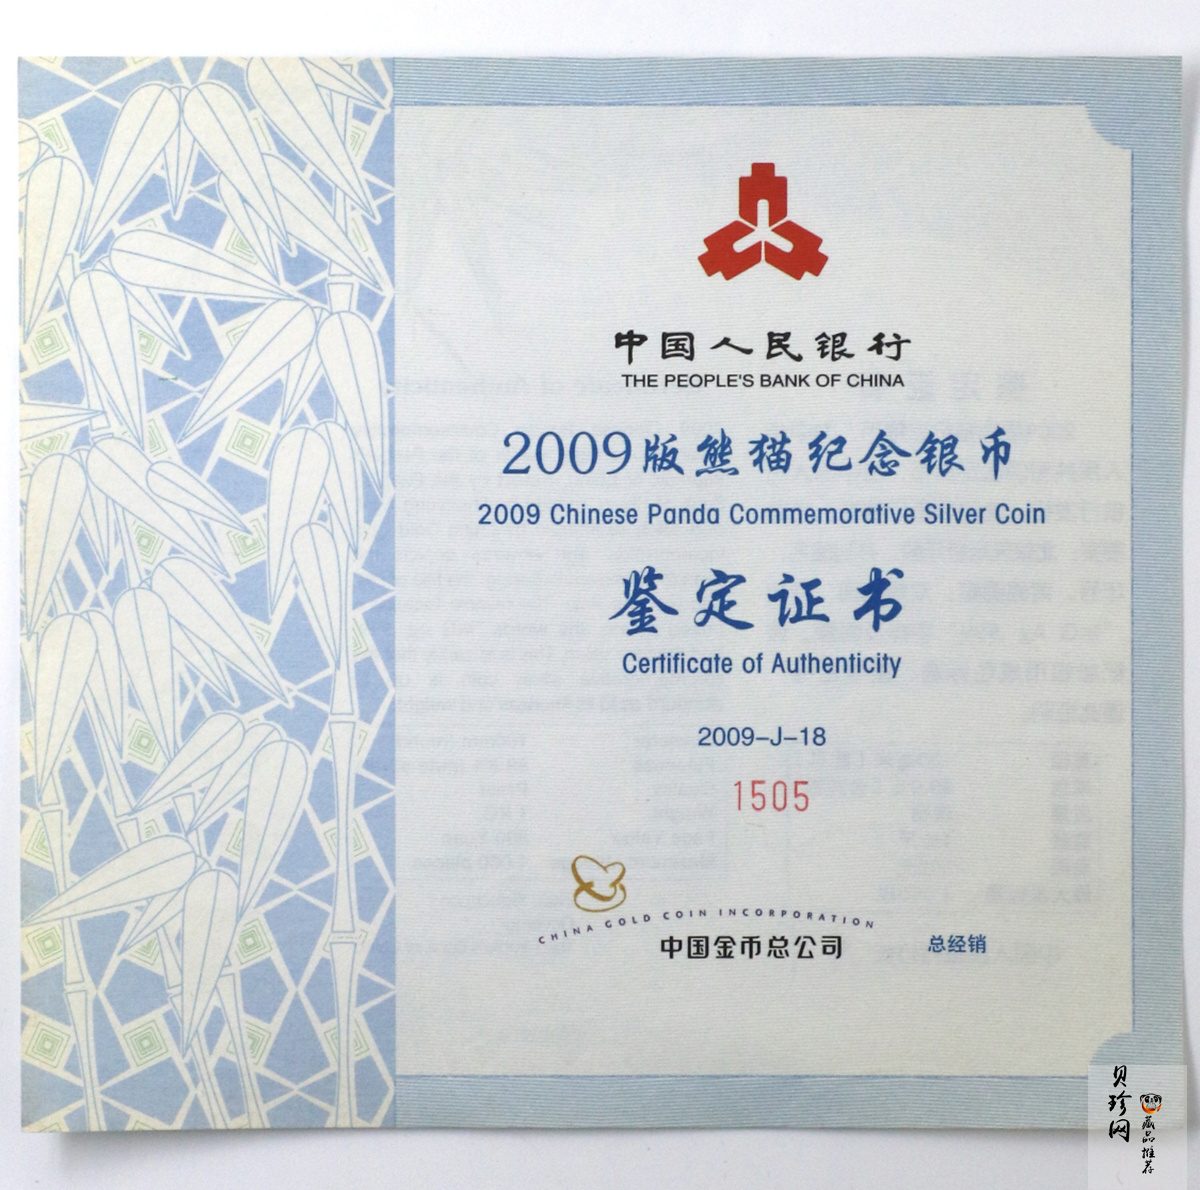 中国人民银行
THE PEOPLE'S BANK OF CHINA
2009版熊猫纪念银币
2009 Chinese Panda Commemorative Silver Coin
鉴定证书
Certificate of Authenticity
2009-J-18
1505
CHINA GOLD COIN INCORPORATION
中国金币总公司 总经销
贝珍网
藏品推荐